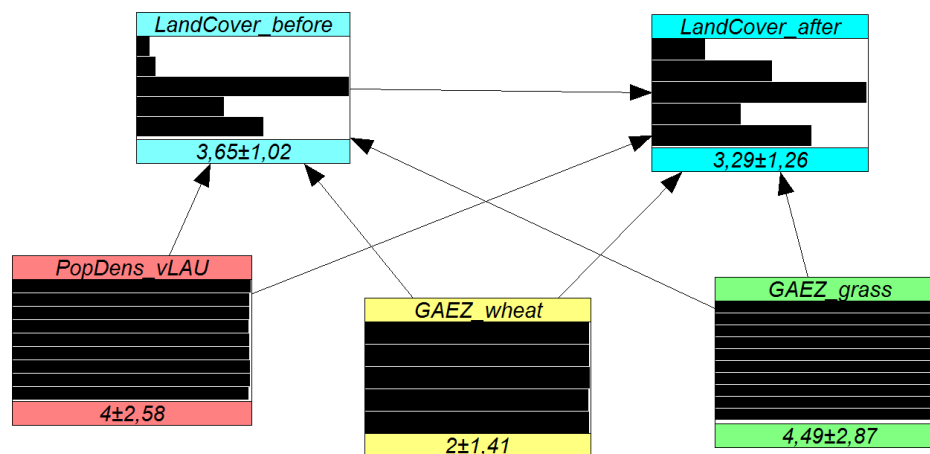 LandCover_before
3,65±1,02
LandCover_after
3,29±1,26
PopDens_vLAU
4±2,58
GAEZ_wheat
2±1,41
GAEZ_grass
4,49±2,87